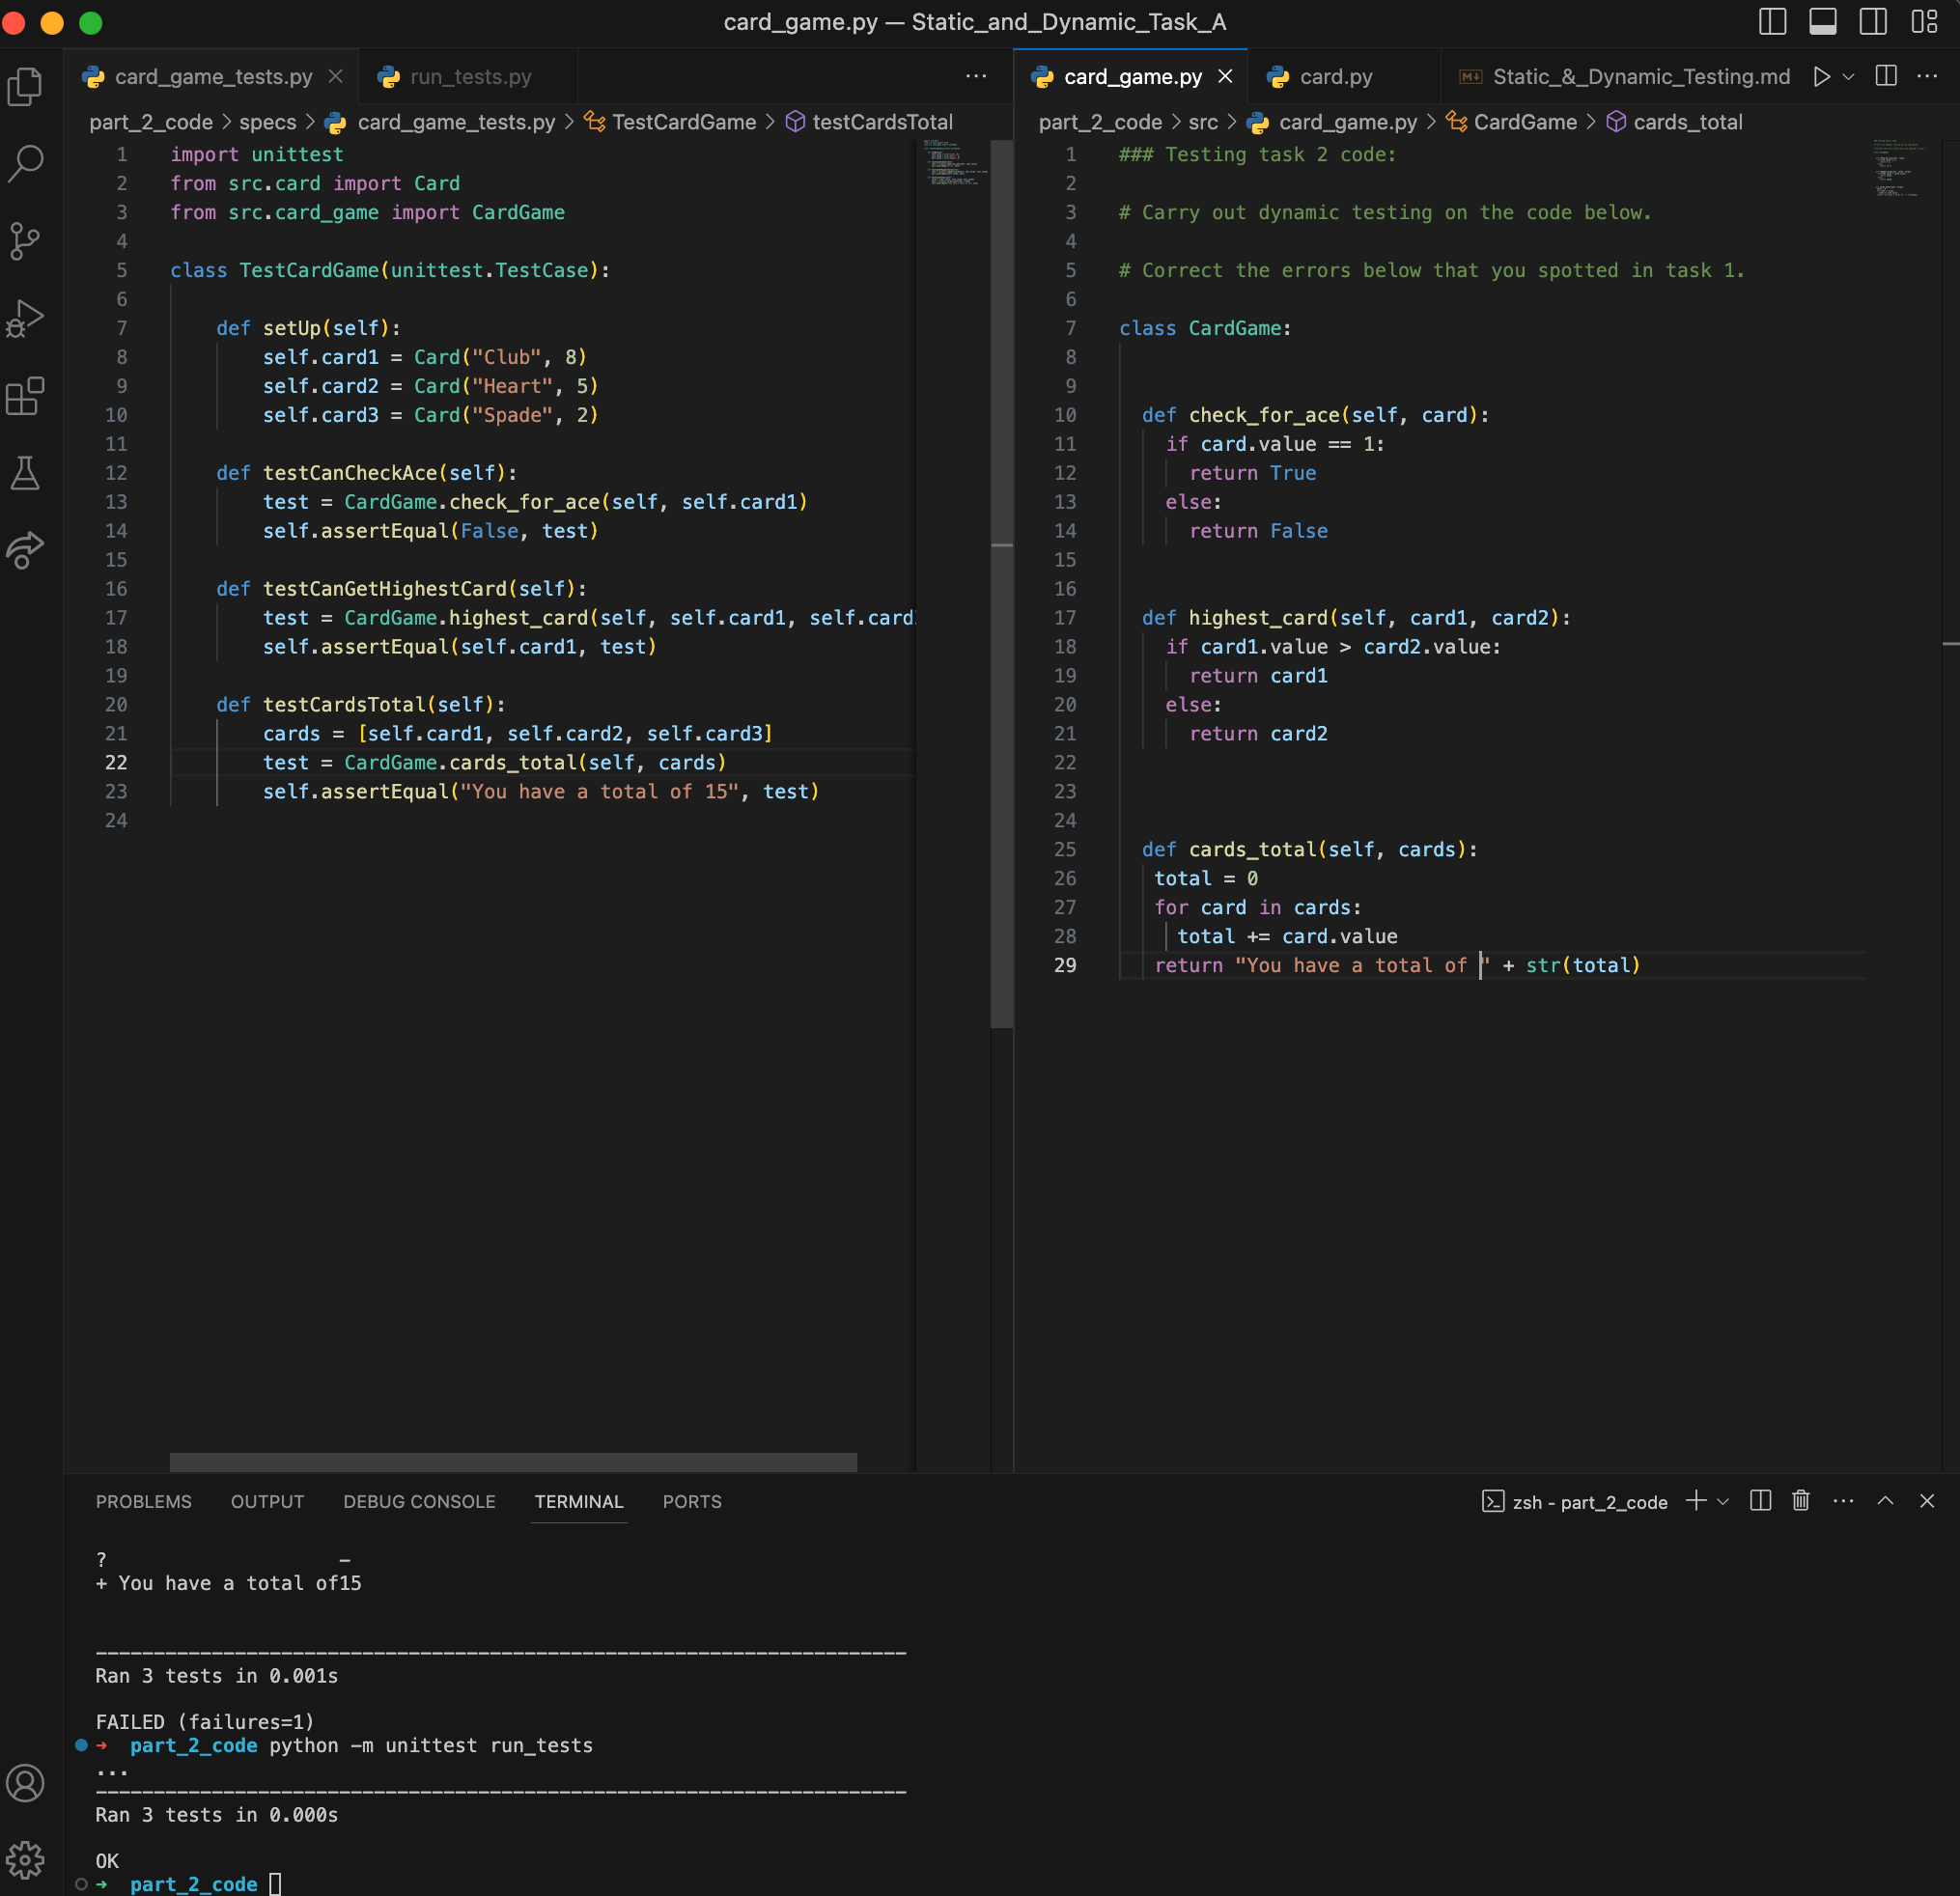 card_game.py — Static_and_Dynamic_Task_A
card_game_tests.py
run_tests.py
part_2_code > specs > card_game_tests.py > TestCardGame > testCardsTotal
1 import unittest
2 from src.card import Card
3 from src.card_game import CardGame
4
5 class TestCardGame(unittest.TestCase):
6
7 def setUp(self):
8 self.card1 = Card("Club", 8)
9 self.card2 = Card("Heart", 5)
10 self.card3 = Card("Spade", 2)
11
12 def testCanCheckAce(self):
13 test = CardGame.check_for_ace(self, self.card1)
14 self.assertEqual(False, test)
15
16 def testCanGetHighestCard(self):
17 test = CardGame.highest_card(self, self.card1, self.card
18 self.assertEqual(self.card1, test)
19
20 def testCardsTotal(self):
21 cards = [self.card1, self.card2, self.card3]
22 test = CardGame.cards_total(self, cards)
23 self.assertEqual("You have a total of 15", test)
24
card_game.py
card.py
Static_&_Dynamic_Testing.md
part_2_code > src > card_game.py > CardGame > cards_total
1 ### Testing task 2 code:
2
3 # Carry out dynamic testing on the code below.
4
5 # Correct the errors below that you spotted in task 1.
6
7 class CardGame:
8
9
10 def check_for_ace(self, card):
11 if card.value == 1:
12 return True
13 else:
14 return False
15
16
17 def highest_card(self, card1, card2):
18 if card1.value > card2.value:
19 return card1
20 else:
21 return card2
22
23
24
25 def cards_total(self, cards):
26 total = 0
27 for card in cards:
28 total += card.value
29 return "You have a total of " + str(total)
PROBLEMS OUTPUT DEBUG CONSOLE TERMINAL PORTS
zsh - part_2_code
? -
+ You have a total of15
----------------------------------------------------------------------
Ran 3 tests in 0.001s
FAILED (failures=1)
➜ part_2_code python -m unittest run_tests
...
----------------------------------------------------------------------
Ran 3 tests in 0.000s
OK
➜ part_2_code